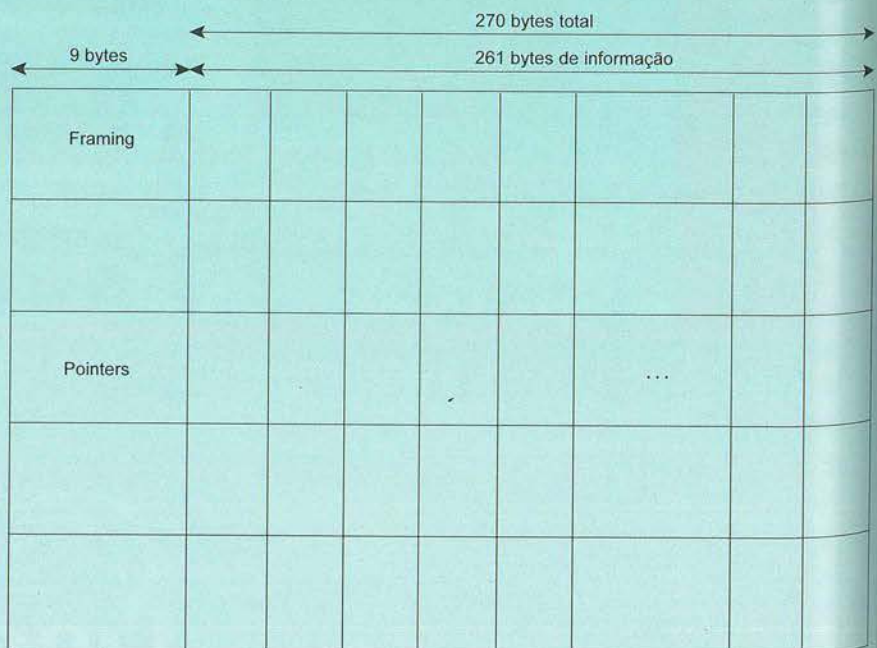 270 bytes total
9 bytes
261 bytes de informação
Framing
Pointers
...